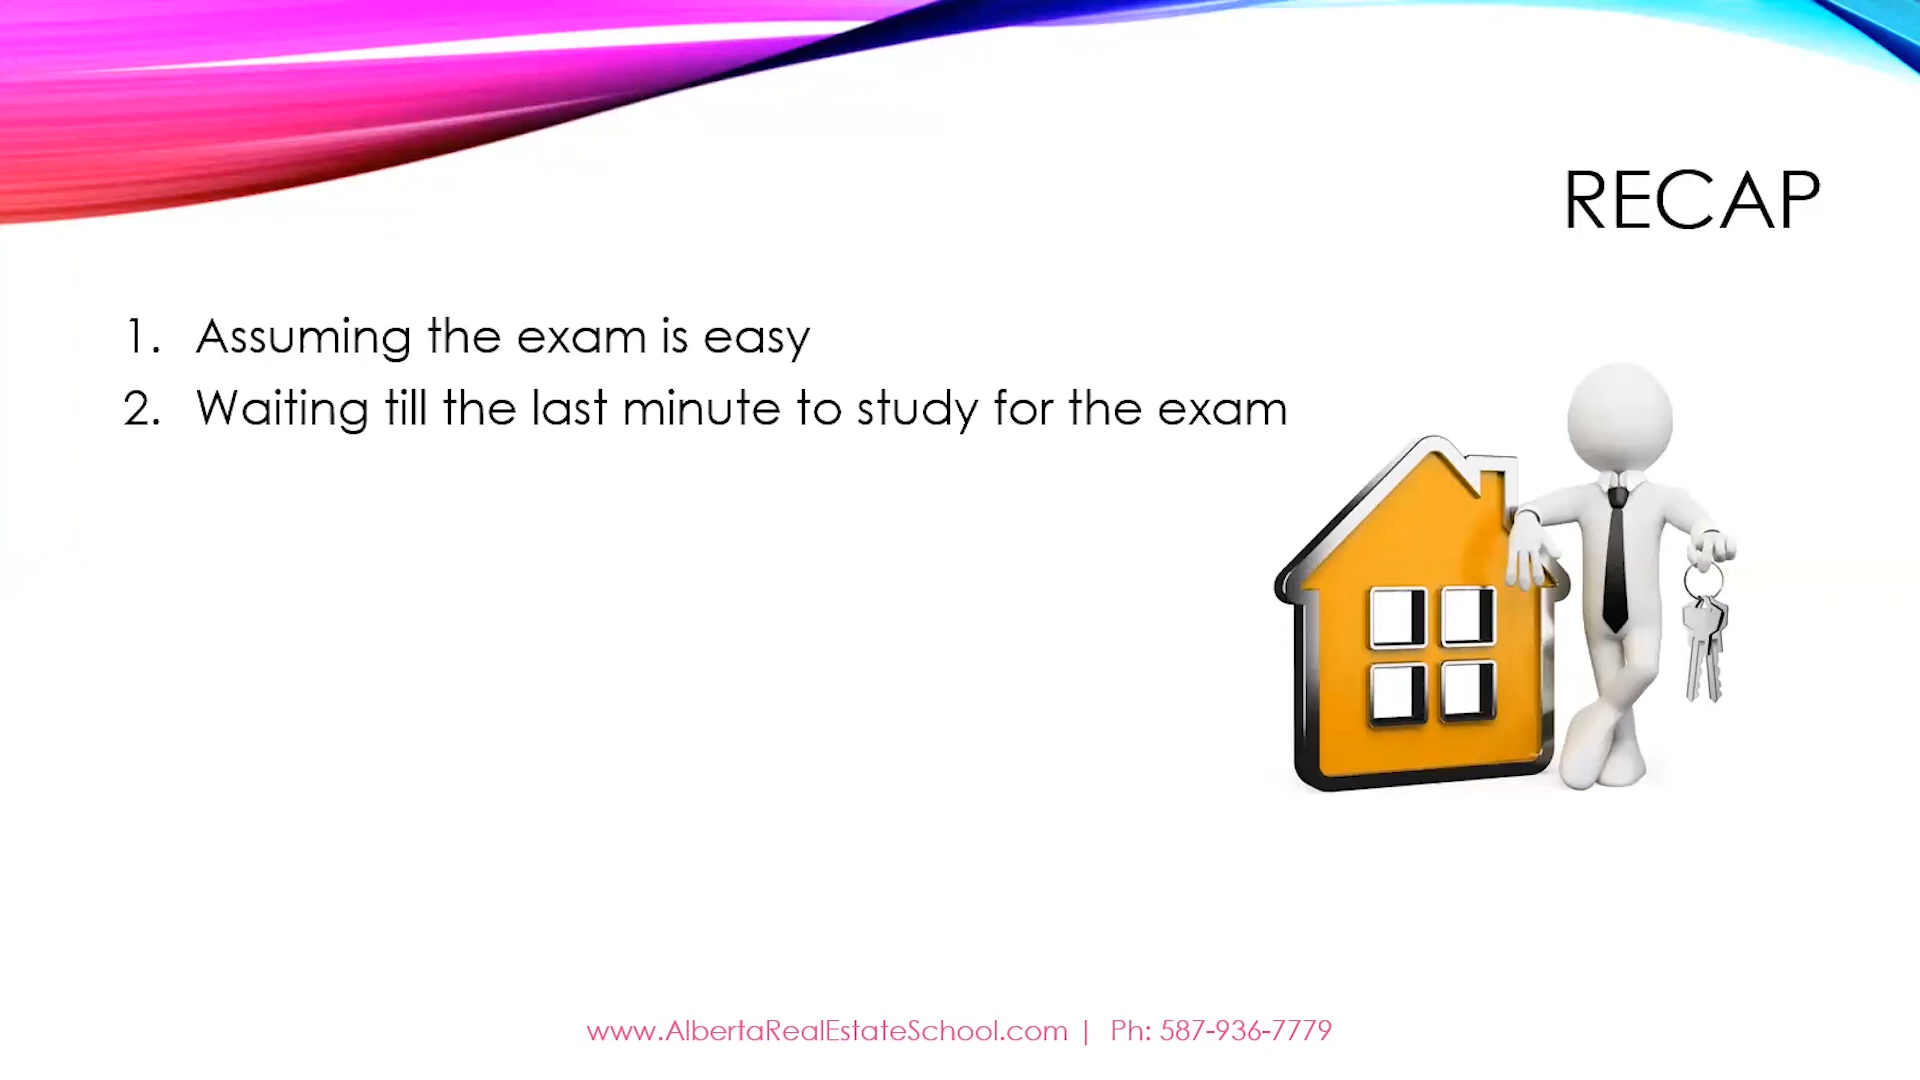 RECAP
1. Assuming the exam is easy
2. Waiting till the last minute to study for the exam
www.AlbertaRealEstateSchool.com | Ph: 587-936-7779